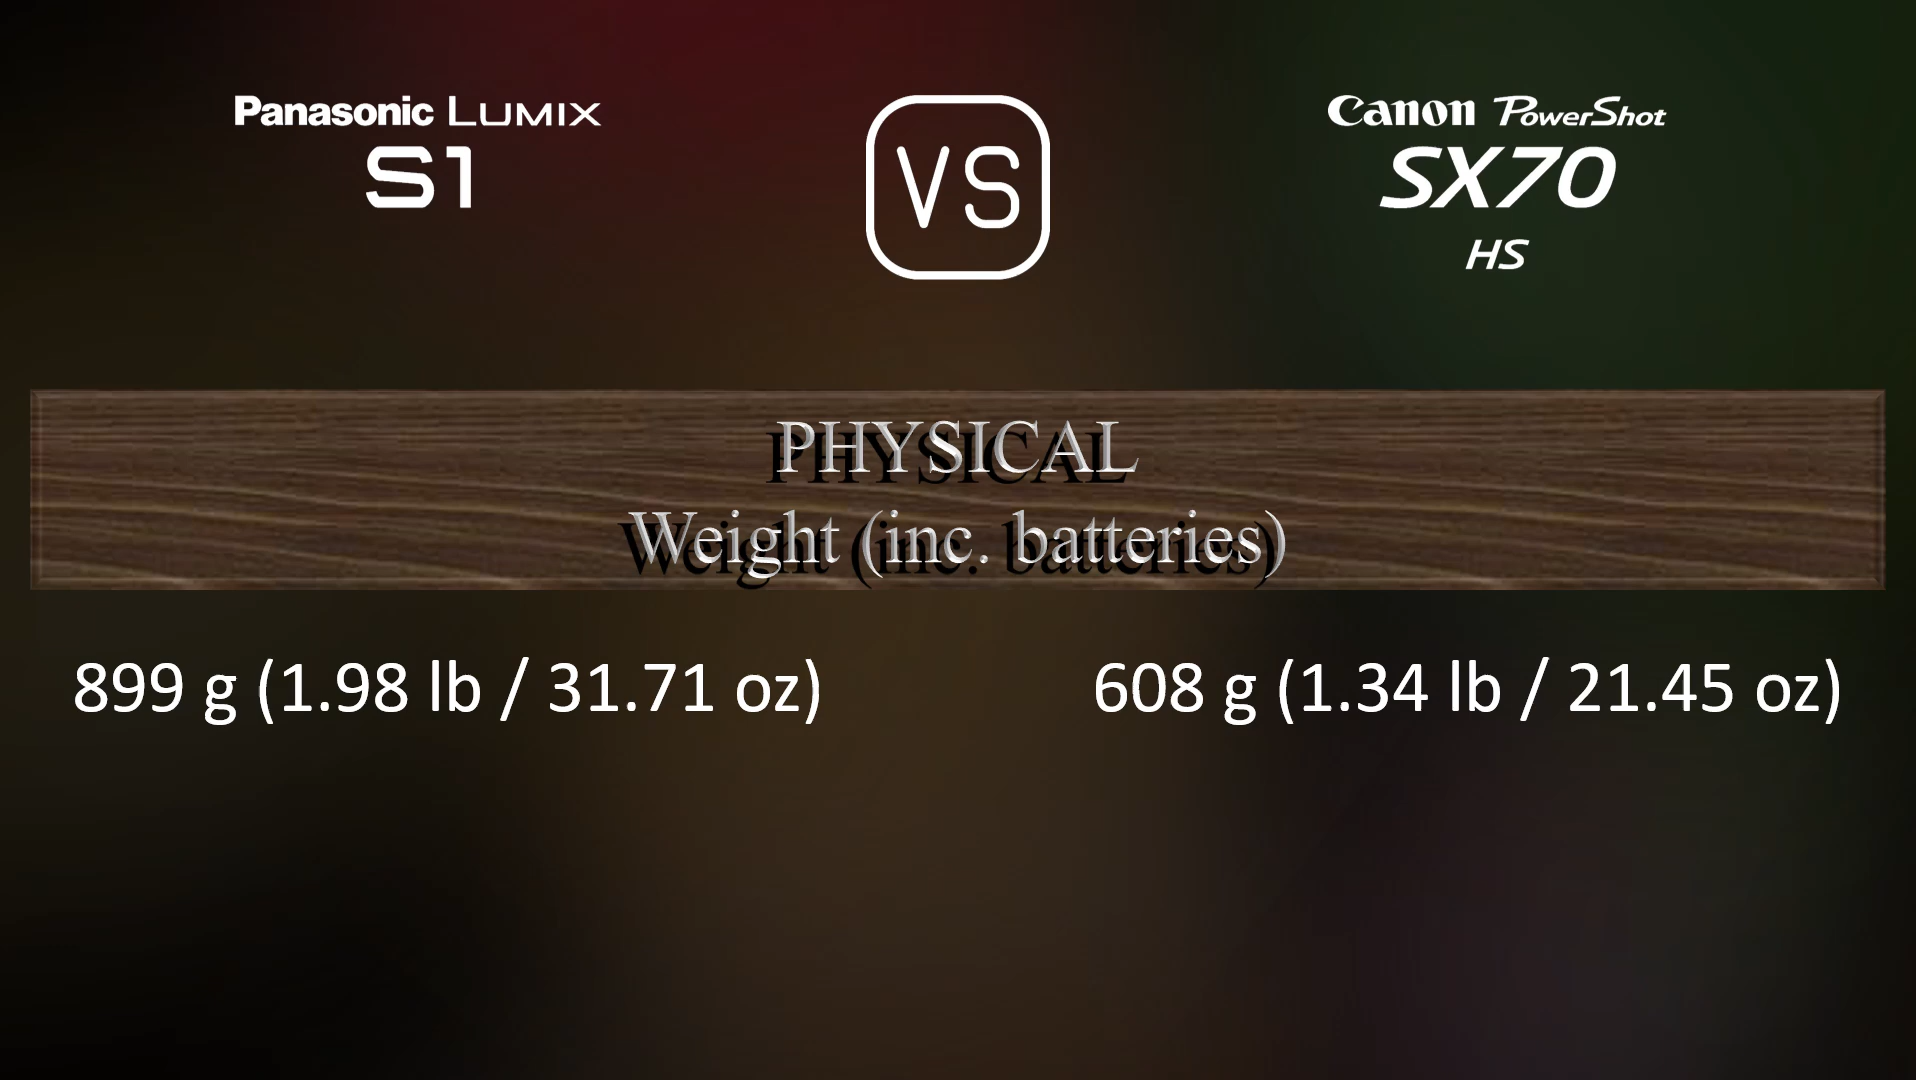 Panasonic LUMIX
S1
VS
Canon PowerShot
SX70
HS
PHYSICAL
Weight (inc. batteries)
899 g (1.98 lb / 31.71 oz)
608 g (1.34 lb / 21.45 oz)